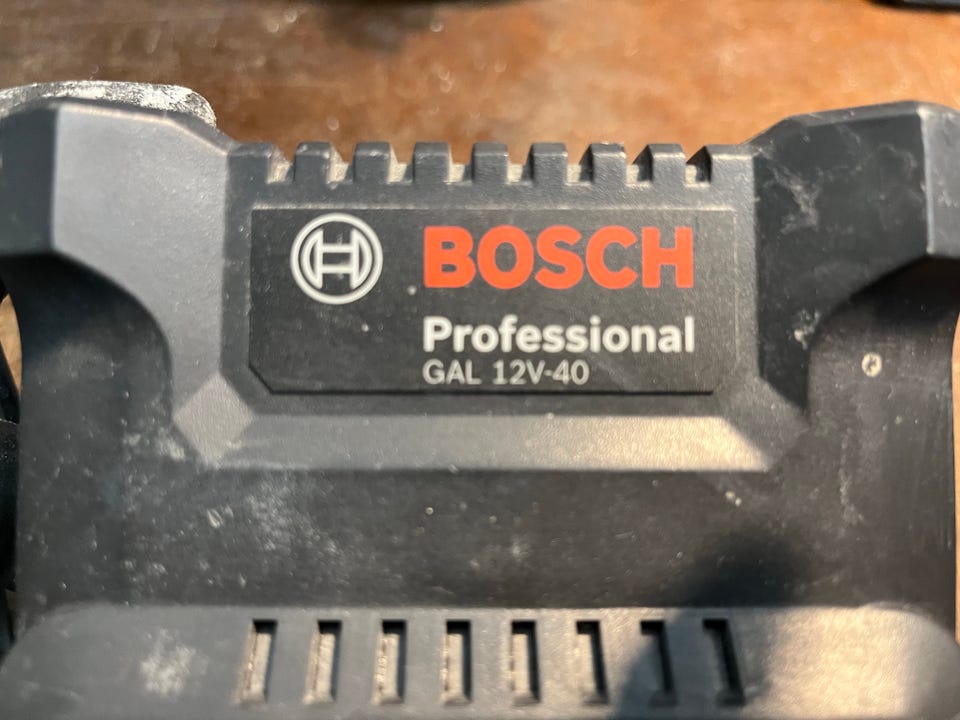 BOSCH
Professional
GAL 12V-40